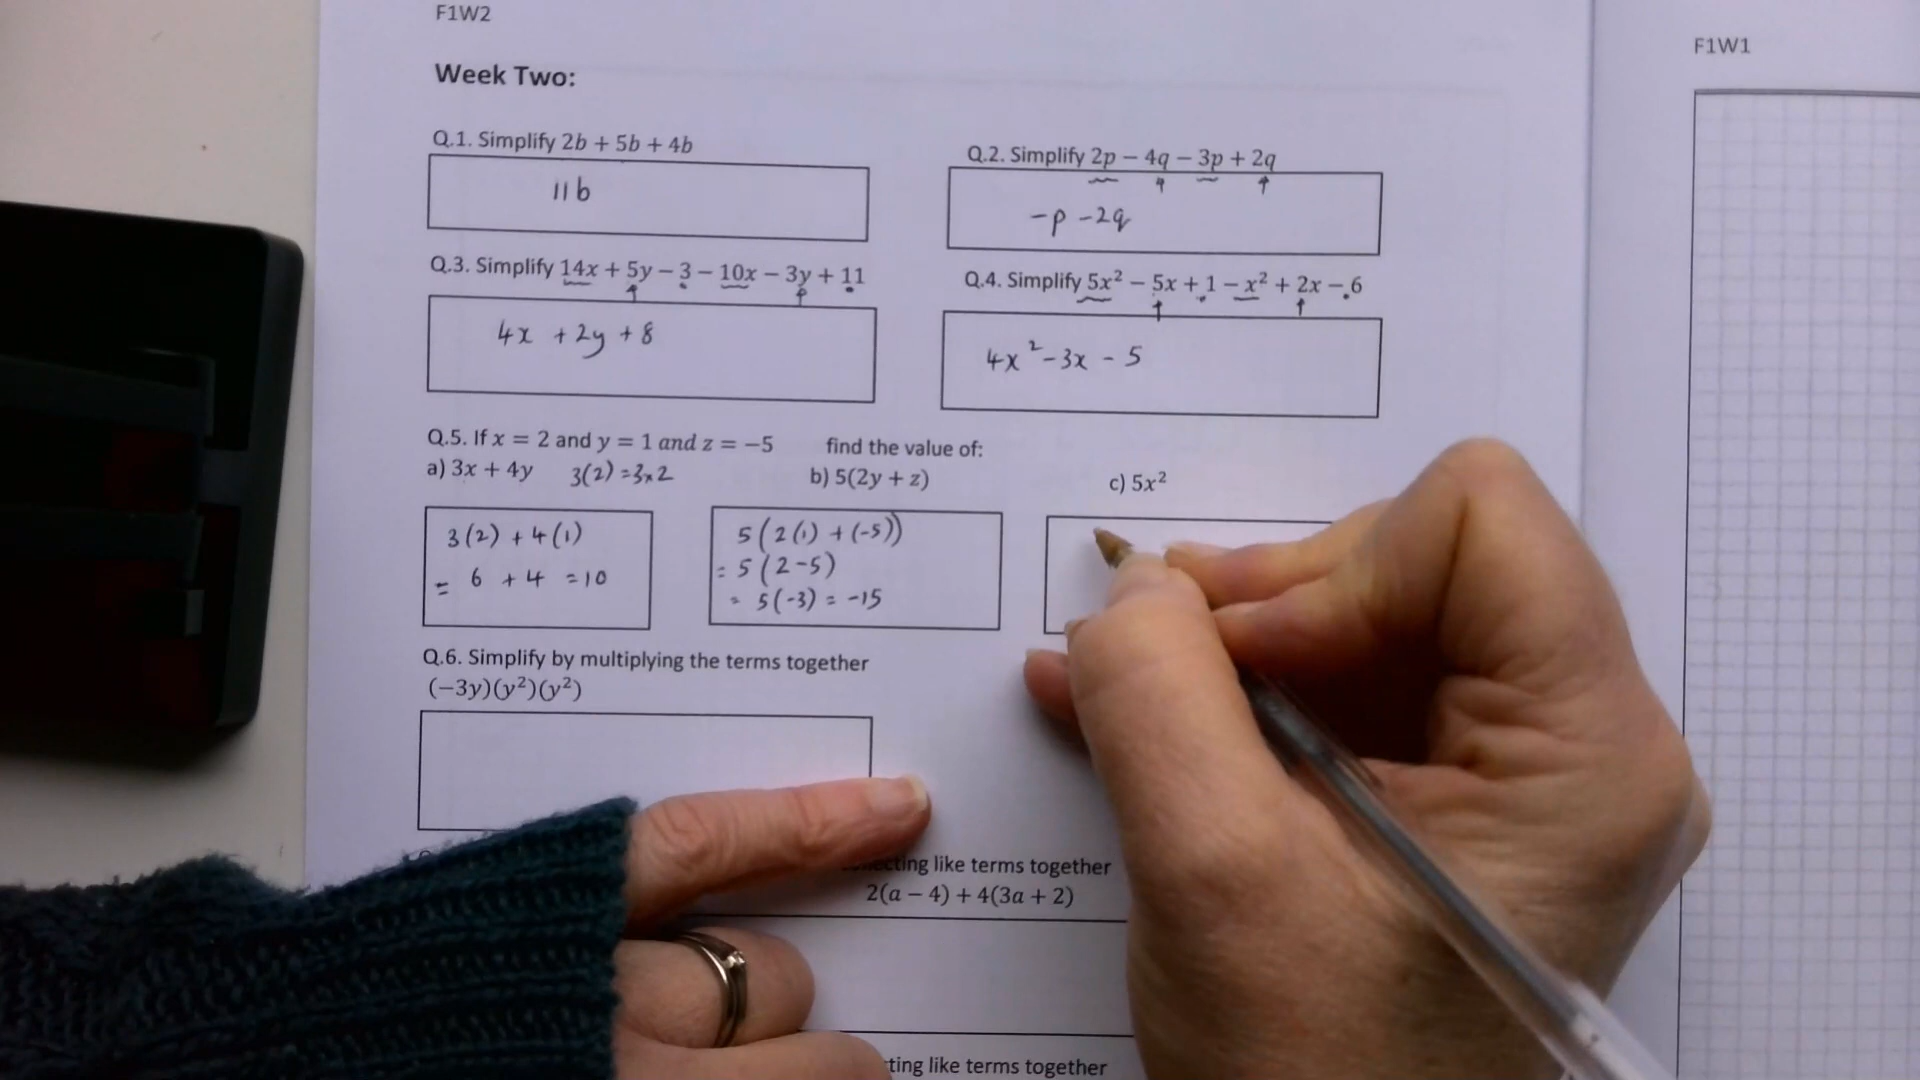 F1W2
F1W1
Week Two:
Q.1. Simplify 2b + 5b + 4b
11b
Q.2. Simplify 2p − 4q − 3p + 2q
-p -2q
Q.3. Simplify 14x + 5y − 3 − 10x − 3y + 11
4x +2y +8
Q.4. Simplify 5x² − 5x + 1 − x² + 2x − 6
4x² -3x - 5
Q.5. If x = 2 and y = 1 and z = −5 find the value of:
a) 3x + 4y 3(2) =3×2
3(2) + 4(1)
= 6 + 4 =10
b) 5(2y + z)
5(2(1) +(-5))
= 5(2-5)
= 5(-3) = -15
c) 5x²
Q.6. Simplify by multiplying the terms together
(−3y)(y²)(y²)
like terms together
2(a − 4) + 4(3a + 2)
like terms together